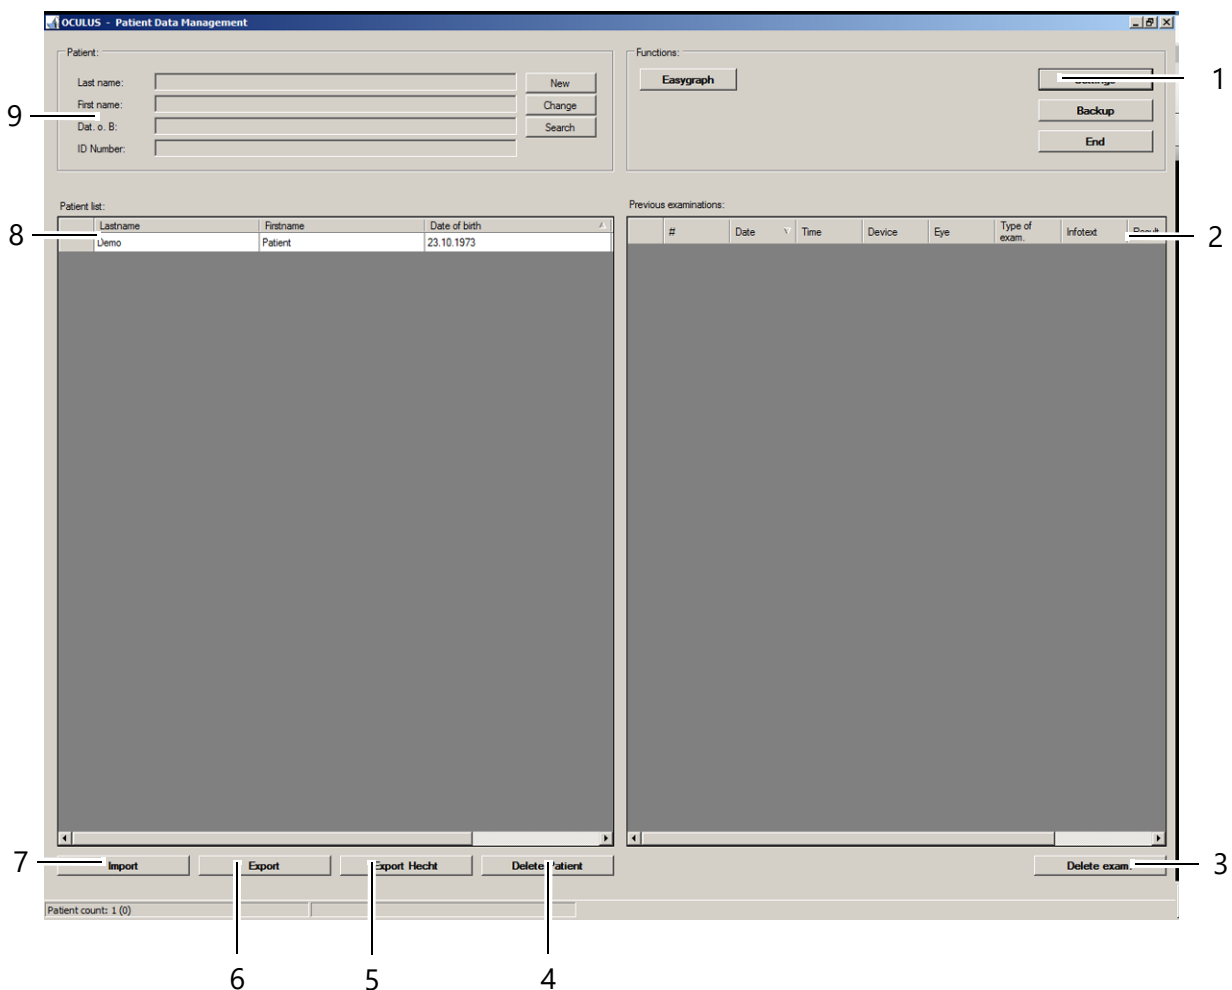 OCULUS - Patient Data Management
Patient:
Last name:
New
First name:
Change
Dat. o. B:
Search
ID Number:
Functions:
Easygraph
Backup
End
1
9
Patient list:
Lastname Firstname Date of birth
Demo Patient 23.10.1973
8
Previous examinations:
# Date Time Device Eye Type of exam. Infotext Result
2
7
Import Export Export Hecht Delete Patient
Delete exam.
3
Patient count: 1 (0)
6 5 4